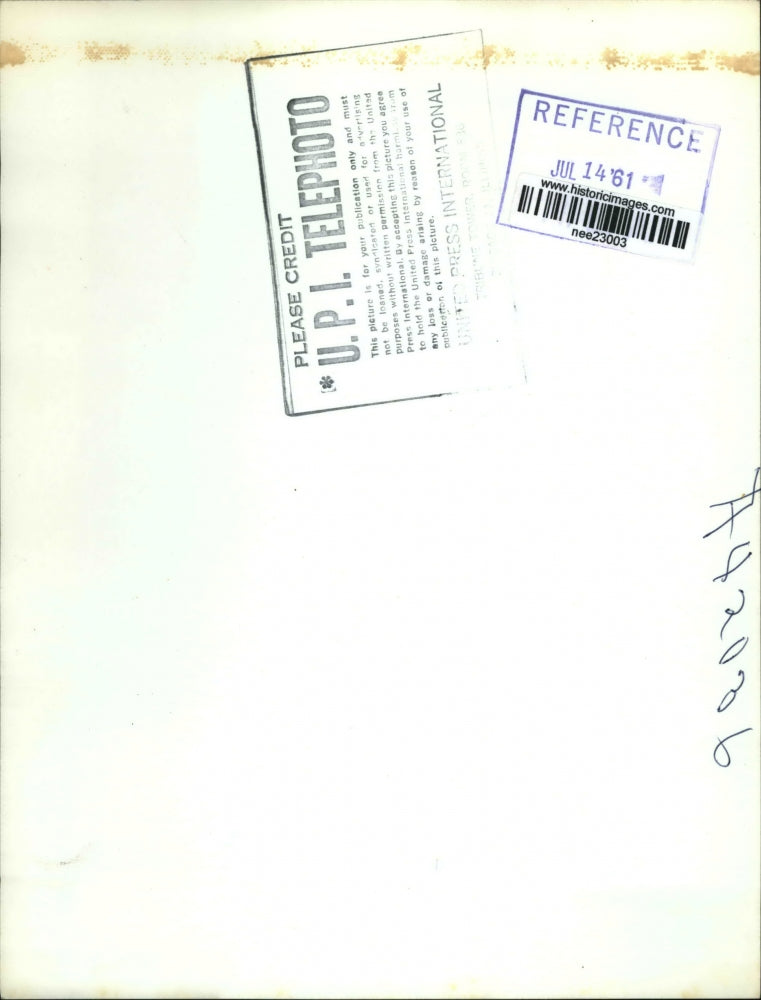 PLEASE CREDIT
U.P.I. TELEPHOTO
This picture is for your publication only and must
not be loaned, syndicated or used for advertising
purposes without written permission from the United
Press International. By accepting this picture you agree
to hold the United Press International harmless from
any loss or damage arising by reason of your use of
publication of this picture.
UNITED PRESS INTERNATIONAL
TRIBUNE TOWER, ROOM
REFERENCE
JUL 14 '61
www.historicimages.com
nee23003